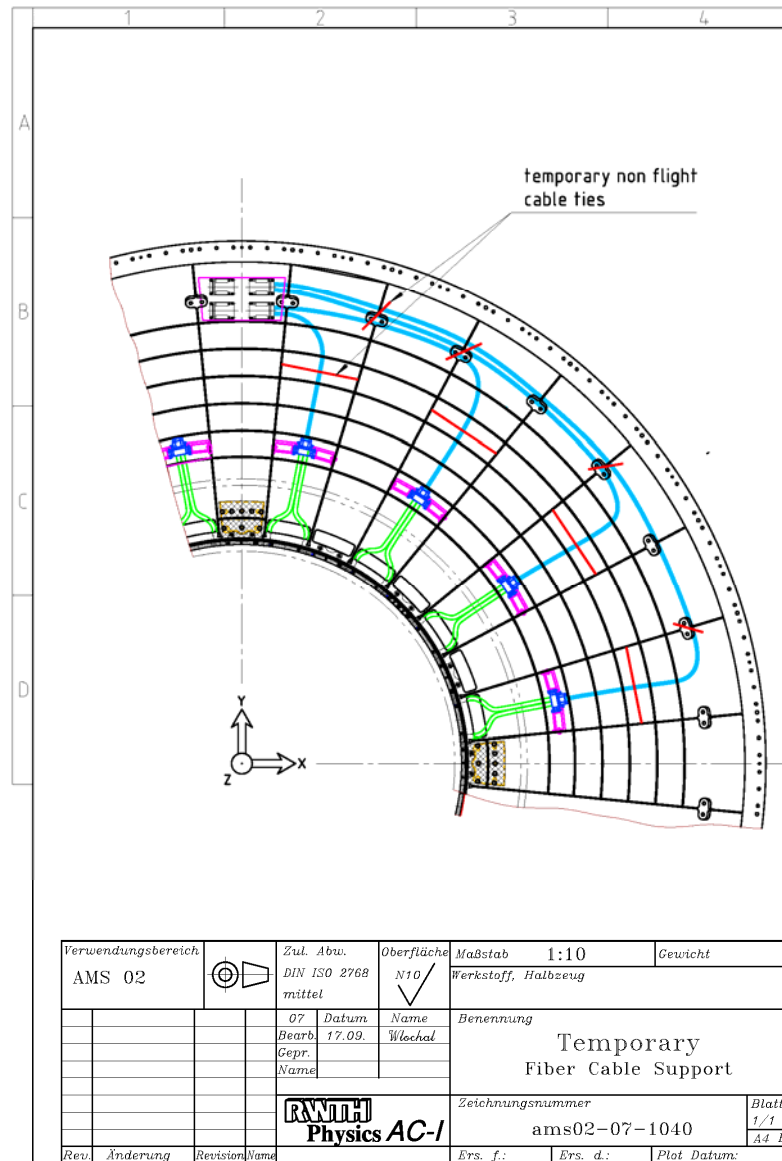 1 2 3 4
A
B
C
D
temporary non flight
cable ties
Y
X
Z
Verwendungsbereich
AMS 02
Zul. Abw.
DIN ISO 2768
mittel
Oberfläche
N10
Maßstab 1:10
Gewicht
Werkstoff, Halbzeug
07 Datum Name
Bearb. 17.09. Wlochal
Gepr.
Name
Benennung
Temporary
Fiber Cable Support
RWTH
Physics AC-I
Zeichnungsnummer
ams02-07-1040
Blatt
1/1
A4
Rev. Änderung Revision Name
Ers. f.: Ers. d.: Plot Datum: